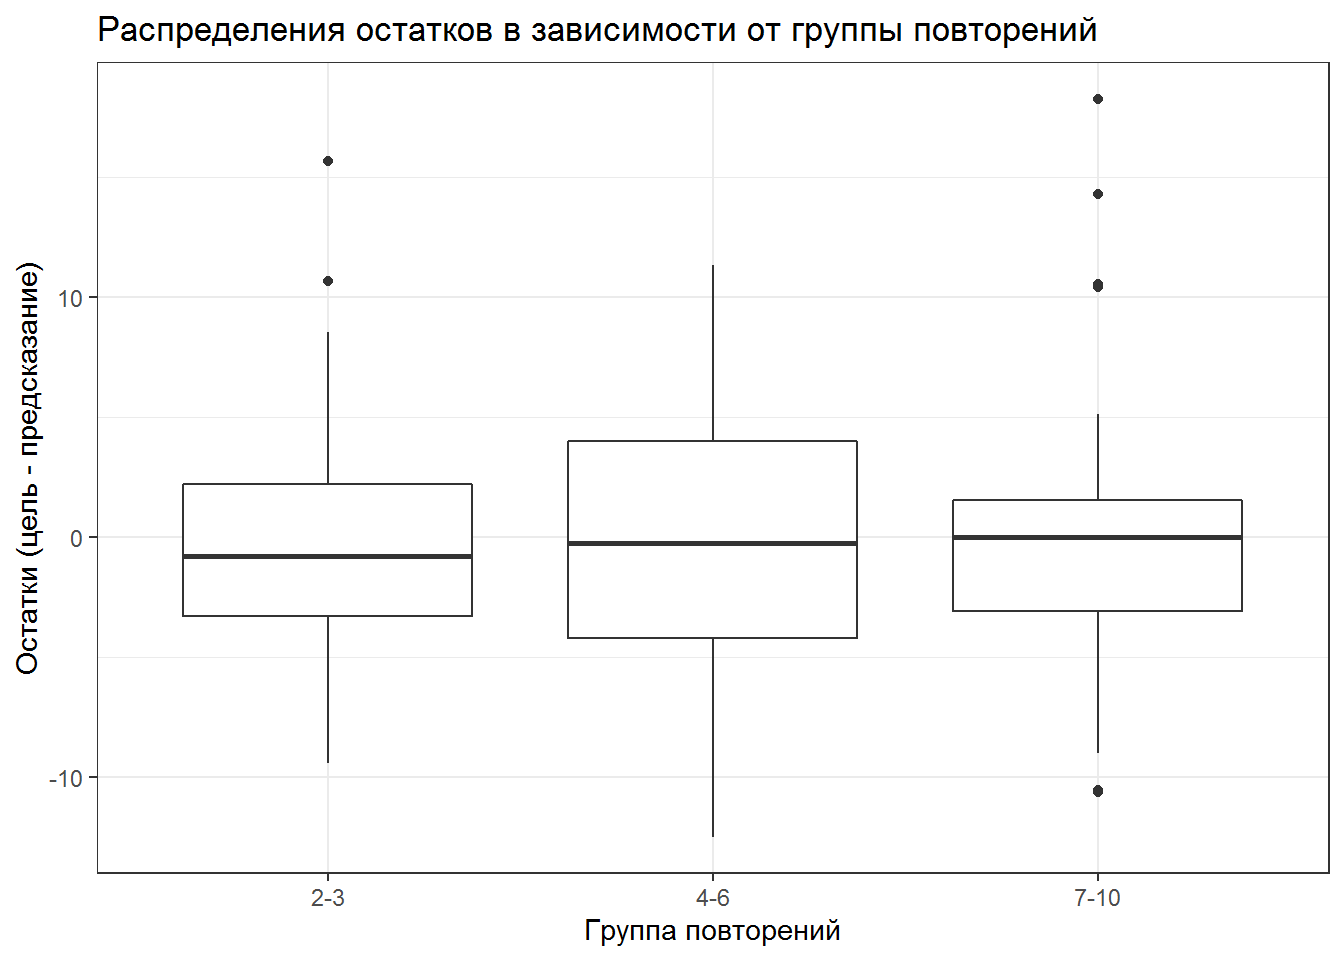 Распределения остатков в зависимости от группы повторений
Остатки (цель - предсказание)
10
0
-10
2-3
4-6
7-10
Группа повторений